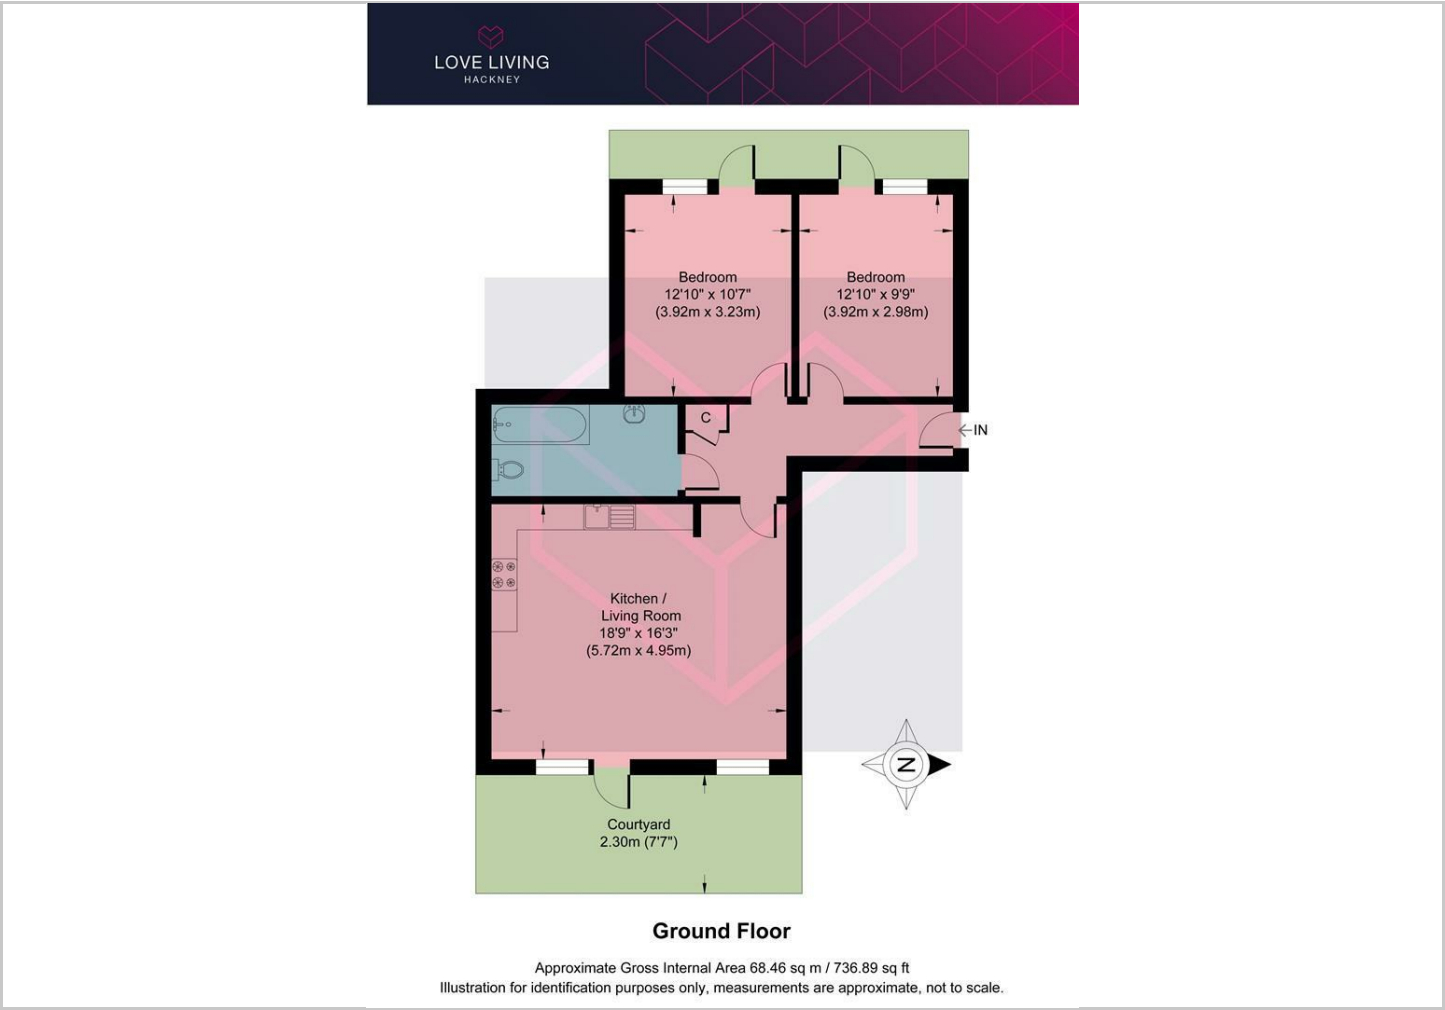 LOVE LIVING
HACKNEY
Bedroom
12'10" x 10'7"
(3.92m x 3.23m)
Bedroom
12'10" x 9'9"
(3.92m x 2.98m)
C
IN
Kitchen /
Living Room
18'9" x 16'3"
(5.72m x 4.95m)
N
Courtyard
2.30m (7'7")
Ground Floor
Approximate Gross Internal Area 68.46 sq m / 736.89 sq ft
Illustration for identification purposes only, measurements are approximate, not to scale.